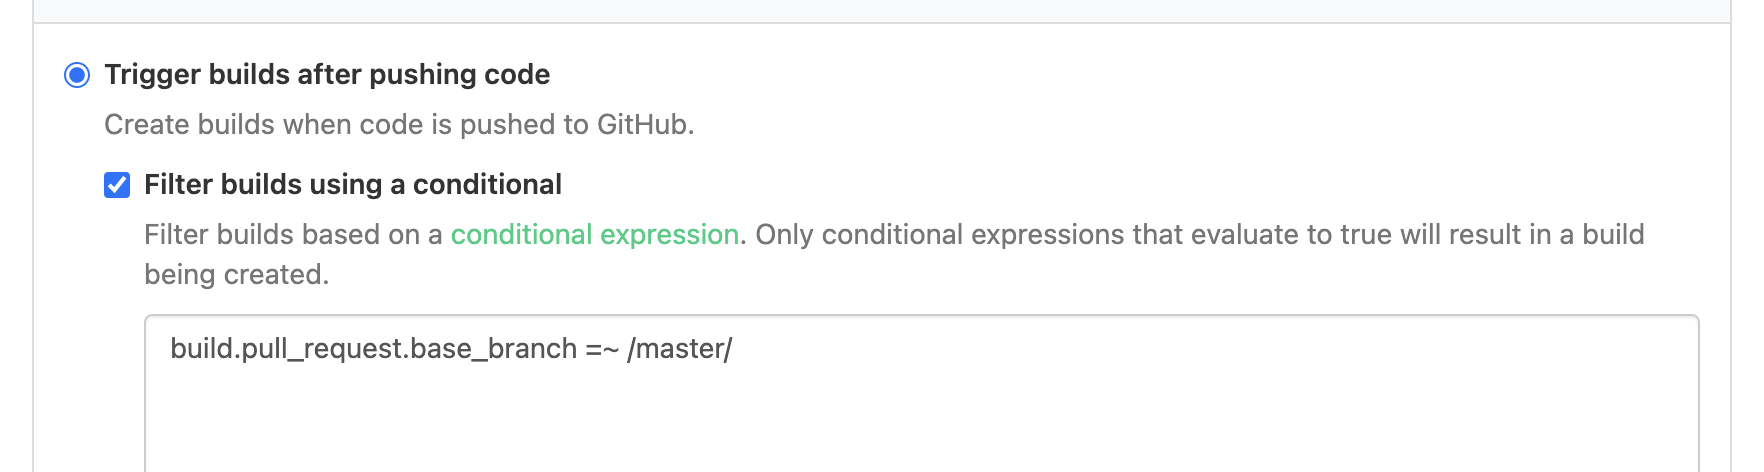 Trigger builds after pushing code
Create builds when code is pushed to GitHub.
Filter builds using a conditional
Filter builds based on a conditional expression. Only conditional expressions that evaluate to true will result in a build
being created.
build.pull_request.base_branch =~ /master/